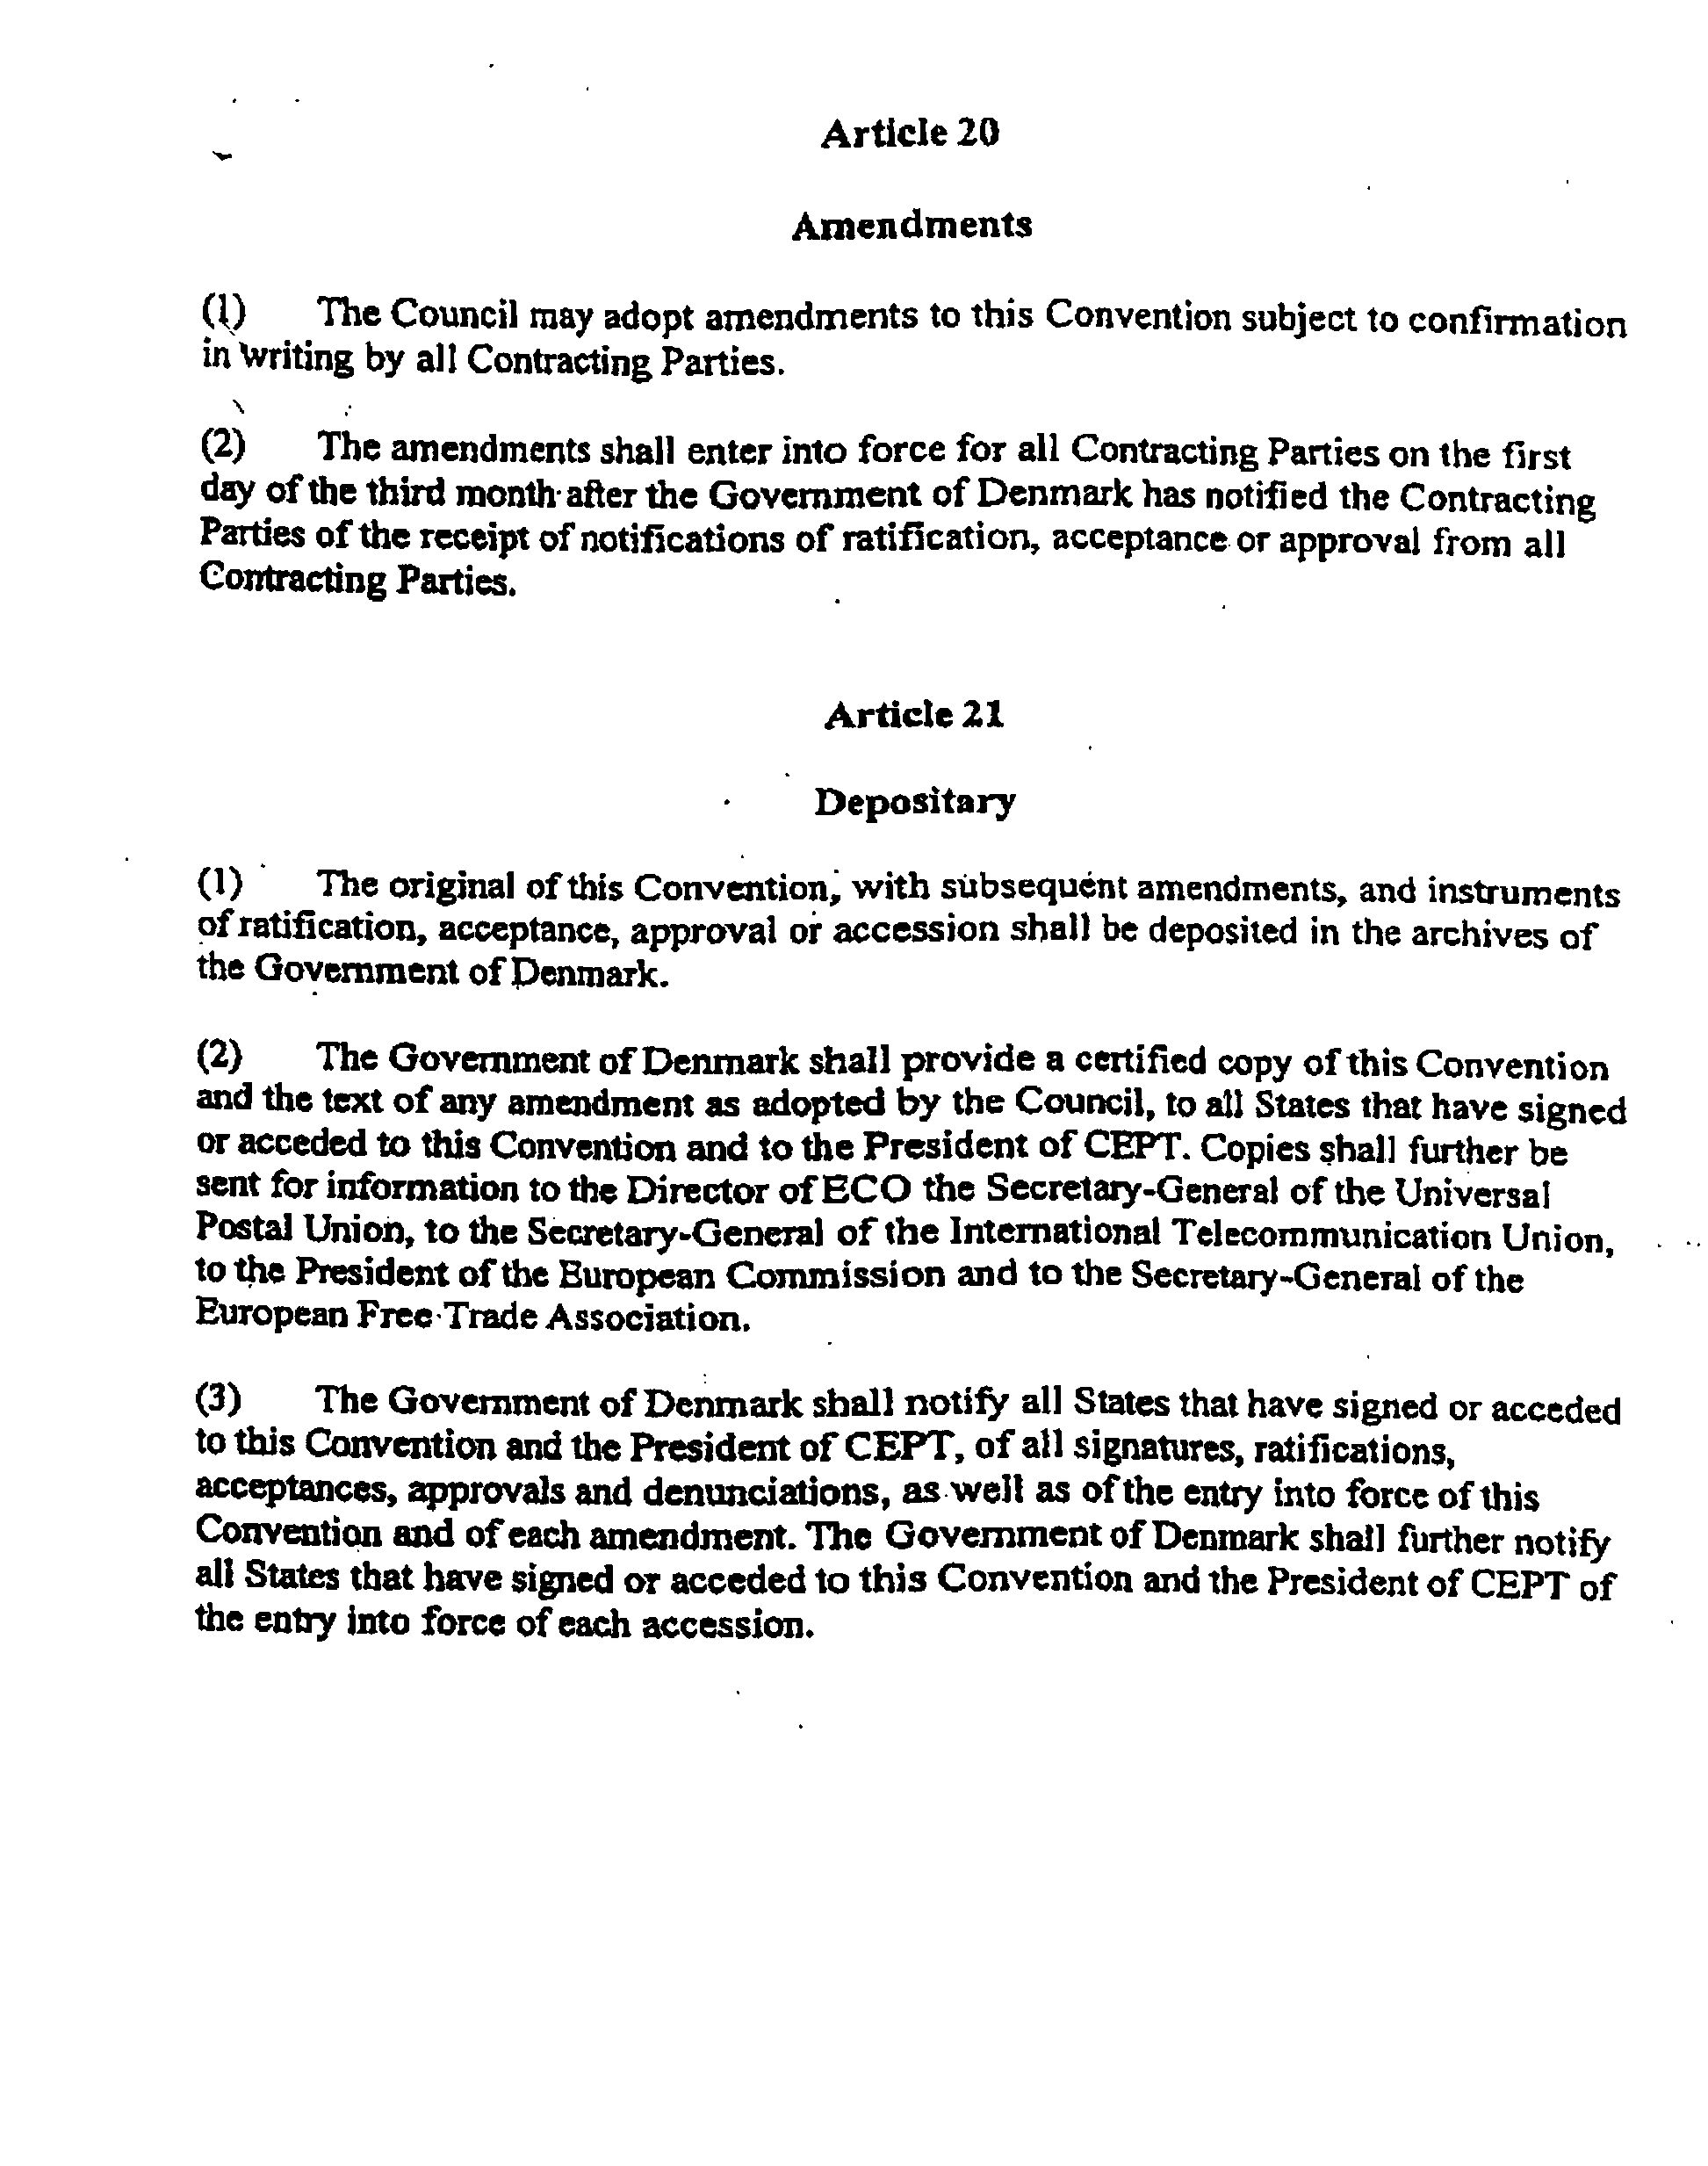 Article 20
Amendments
(1) The Council may adopt amendments to this Convention subject to confirmation
in writing by all Contracting Parties.
(2) The amendments shall enter into force for all Contracting Parties on the first
day of the third month after the Government of Denmark has notified the Contracting
Parties of the receipt of notifications of ratification, acceptance or approval from all
Contracting Parties.
Article 21
Depositary
(1) The original of this Convention, with subsequent amendments, and instruments
of ratification, acceptance, approval or accession shall be deposited in the archives of
the Government of Denmark.
(2) The Government of Denmark shall provide a certified copy of this Convention
and the text of any amendment as adopted by the Council, to all States that have signed
or acceded to this Convention and to the President of CEPT. Copies shall further be
sent for information to the Director of ECO the Secretary-General of the Universal
Postal Union, to the Secretary-General of the International Telecommunication Union,
to the President of the European Commission and to the Secretary-General of the
European Free Trade Association.
(3) The Government of Denmark shall notify all States that have signed or acceded
to this Convention and the President of CEPT, of all signatures, ratifications,
acceptances, approvals and denunciations, as well as of the entry into force of this
Convention and of each amendment. The Government of Denmark shall further notify
all States that have signed or acceded to this Convention and the President of CEPT of
the entry into force of each accession.